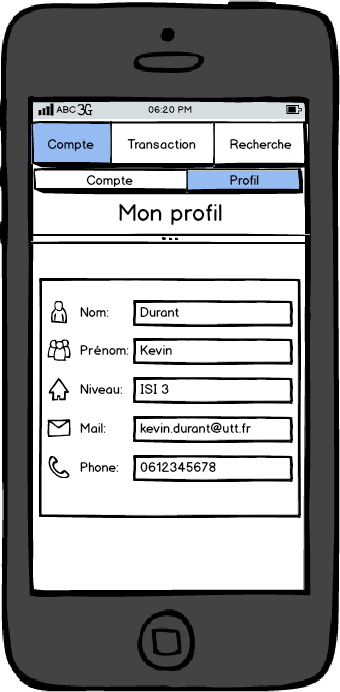 ABC 3G 06:20 PM
Compte Transaction Recherche
Compte Profil
Mon profil
Nom: Durant
Prénom: Kevin
Niveau: ISI 3
Mail: kevin.durant@utt.fr
Phone: 0612345678